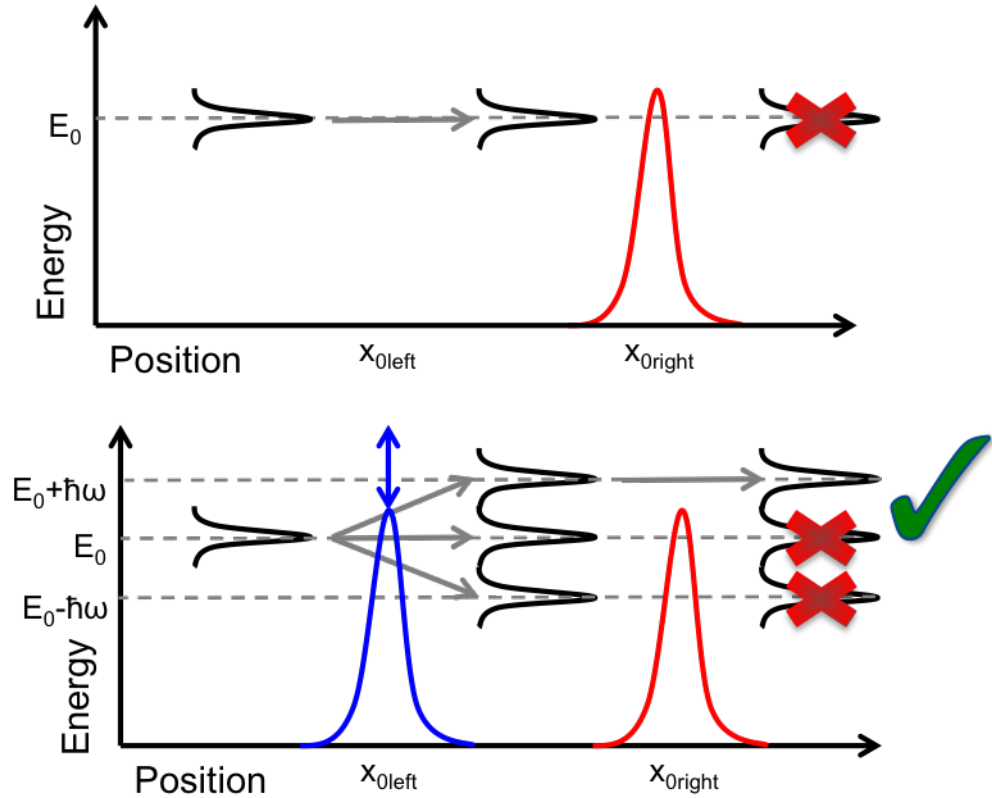 E₀
Energy
Position
x₀left
x₀right
E₀+ħω
E₀
E₀-ħω
Energy
Position
x₀left
x₀right